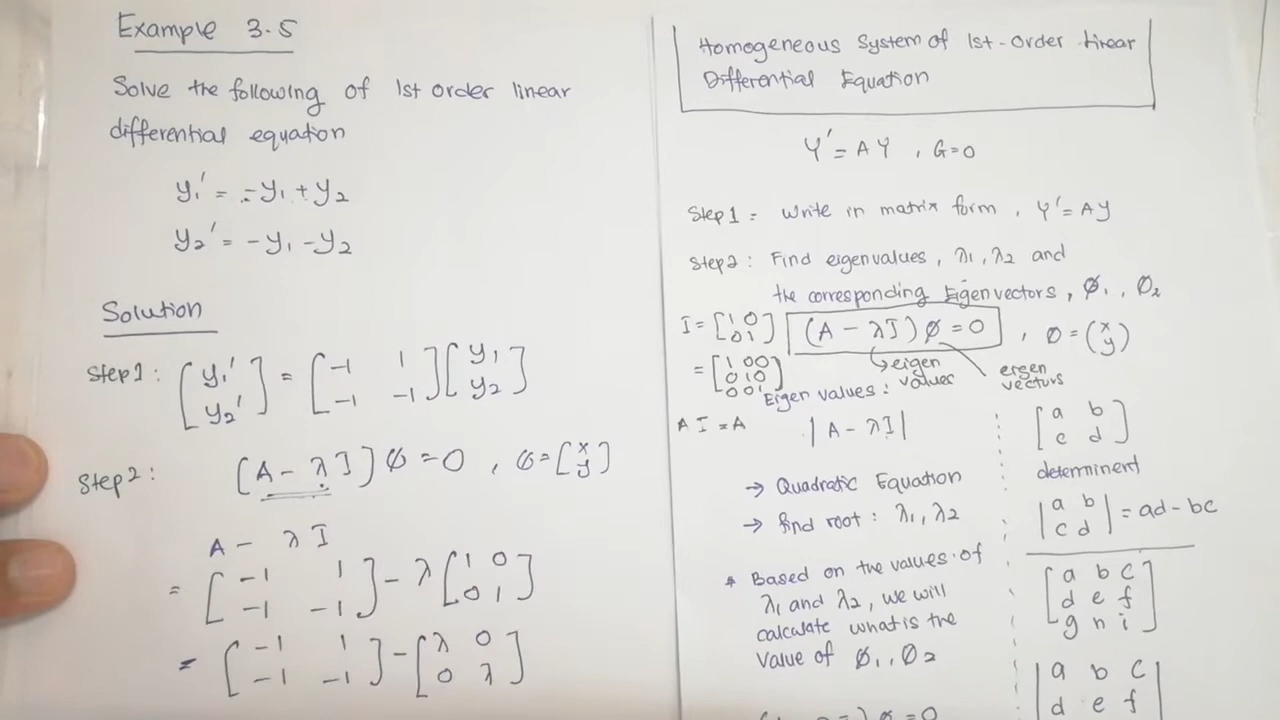 Example 3.5
Solve the following of 1st order linear
differential equation
y₁' = -y₁ + y₂
y₂' = -y₁ - y₂
Solution
Step 1 : [y₁' y₂'] = [-1 1 -1 -1] [y₁ y₂]
Step 2 : [A - λI] Ø = 0 , Ø = [x y]
A - λI
= [-1 1 -1 -1] - λ [1 0 0 1]
= [-1 1 -1 -1] - [λ 0 0 λ]
Homogeneous System of 1st-Order Linear
Differential Equation
Y' = AY , G=0
Step 1 = Write in matrix form , Y' = AY
Step 2 : Find eigenvalues , λ₁, λ₂ and
the corresponding Eigenvectors , Ø₁ , Ø₂
I = [1 0 0 1] (A - λI) Ø = 0 , Ø = (x y)
= [1 0 0 0 1 0 0 0 1]
eigen values
eigen vectors
Eigen values :
AI = A
|A - λI|
→ Quadratic Equation
→ find root : λ₁, λ₂
* Based on the values of
λ₁ and λ₂, we will
calculate what is the
value of Ø₁, Ø₂
[a b c d]
determinent
|a b c d| = ad - bc
[a b c d e f g h i]
|a b c
d e f|
Ø = 0